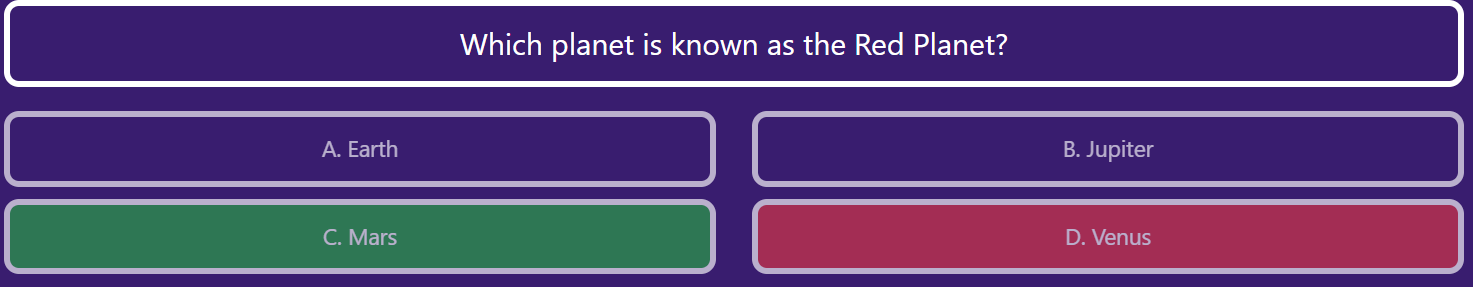 Which planet is known as the Red Planet?
A. Earth
B. Jupiter
C. Mars
D. Venus